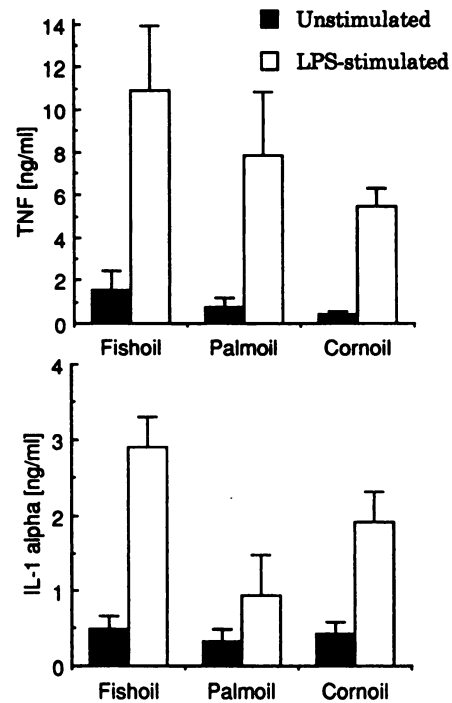 Unstimulated
LPS-stimulated
14
12
10
8
6
4
2
0
TNF [ng/ml]
Fishoil Palmoil Cornoil
4
3
2
1
0
IL-1 alpha [ng/ml]
Fishoil Palmoil Cornoil